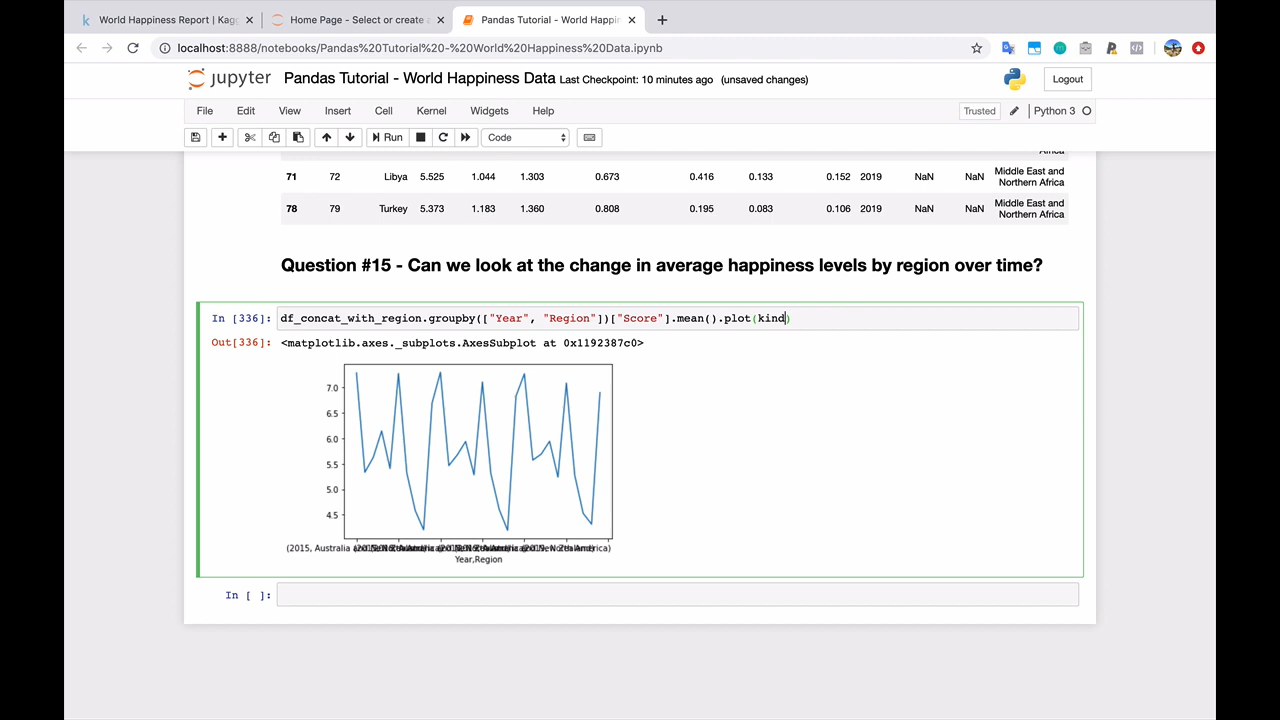 World Happiness Report | Kag
Home Page - Select or create a
Pandas Tutorial - World Happin
localhost:8888/notebooks/Pandas%20Tutorial%20-%20World%20Happiness%20Data.ipynb
jupyter Pandas Tutorial - World Happiness Data Last Checkpoint: 10 minutes ago (unsaved changes)
Logout
File Edit View Insert Cell Kernel Widgets Help
Trusted Python 3
Run Code
Africa
71 72 Libya 5.525 1.044 1.303 0.673 0.416 0.133 0.152 2019 NaN NaN Middle East and
Northern Africa
78 79 Turkey 5.373 1.183 1.360 0.808 0.195 0.083 0.106 2019 NaN NaN Middle East and
Northern Africa
Question #15 - Can we look at the change in average happiness levels by region over time?
In [336]: df_concat_with_region.groupby(["Year", "Region"])["Score"].mean().plot(kind)
Out[336]: <matplotlib.axes._subplots.AxesSubplot at 0x1192387c0>
7.0
6.5
6.0
5.5
5.0
4.5
(2015, Australia
Year,Region
In [ ]: